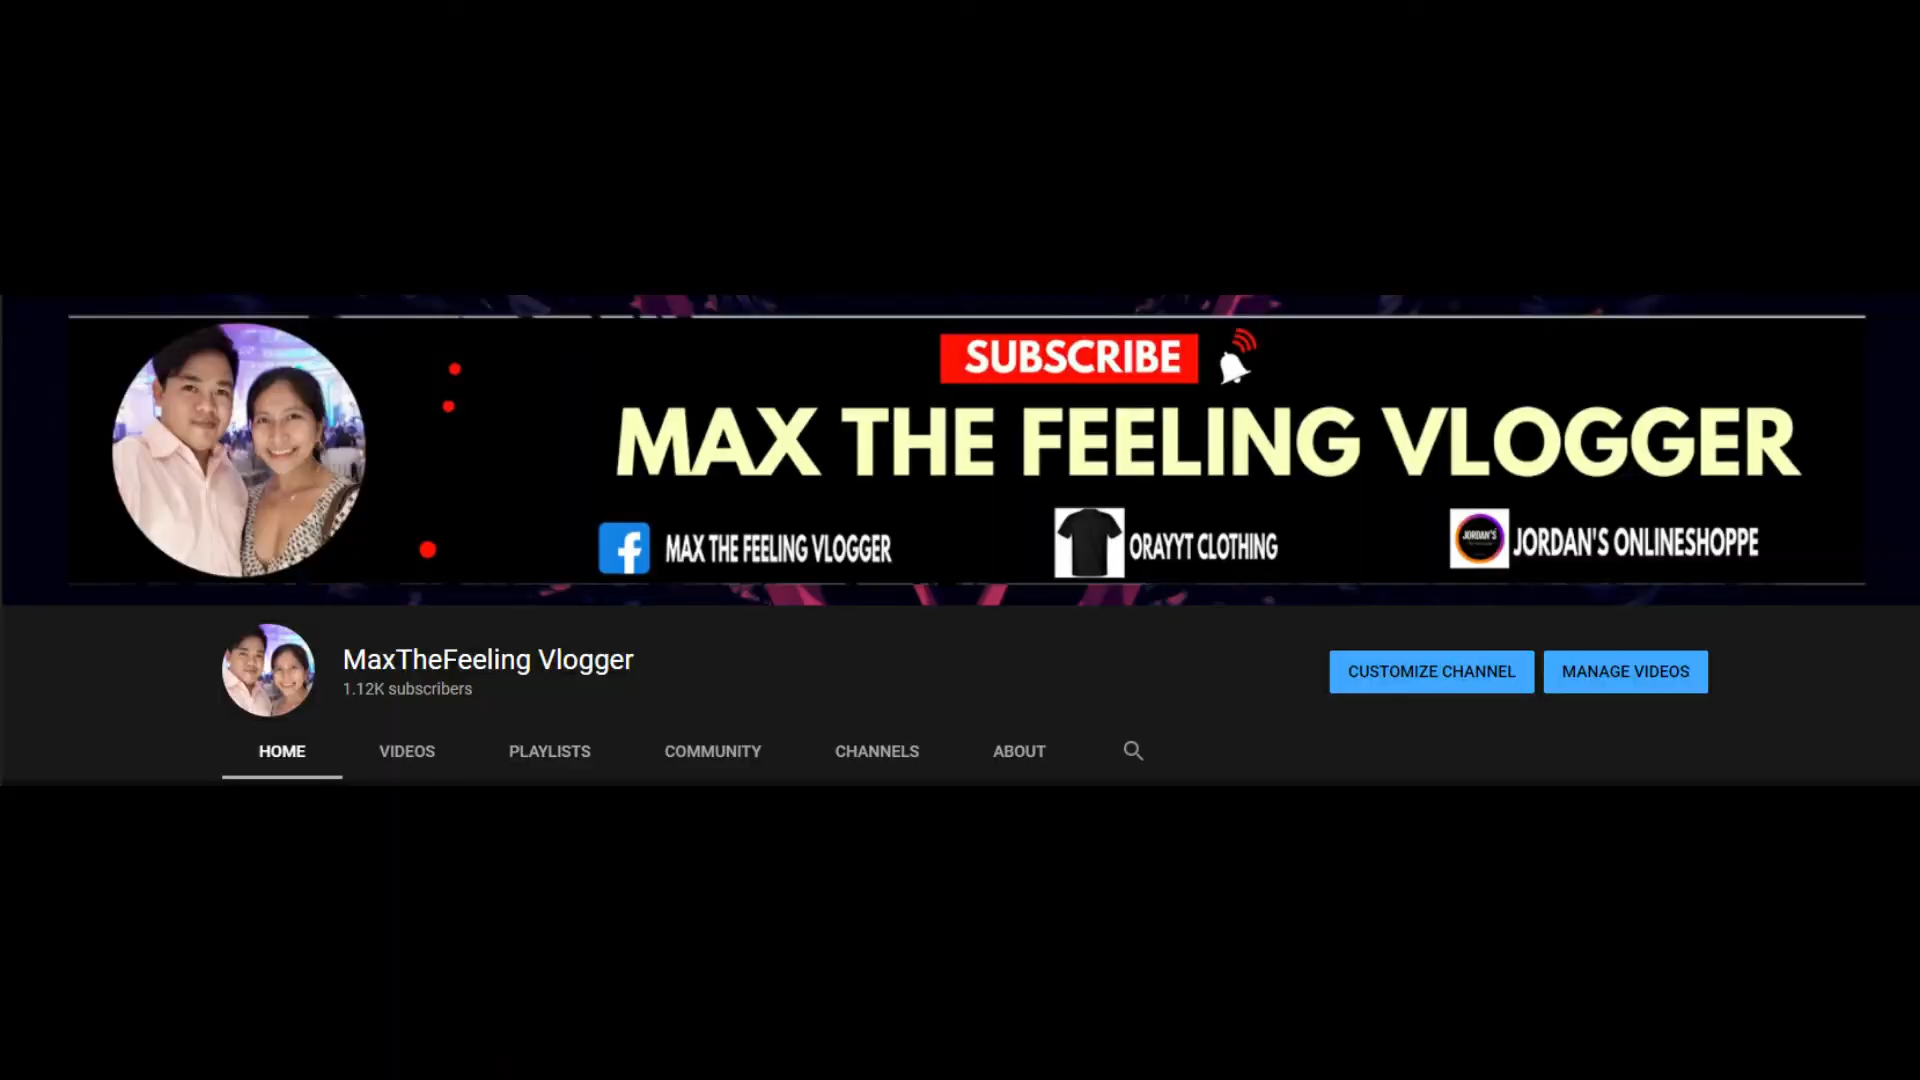 SUBSCRIBE
MAX THE FEELING VLOGGER
MAX THE FEELING VLOGGER
ORAYYT CLOTHING
JORDAN'S
JORDAN'S ONLINESHOPPE
MaxTheFeeling Vlogger
1.12K subscribers
CUSTOMIZE CHANNEL
MANAGE VIDEOS
HOME
VIDEOS
PLAYLISTS
COMMUNITY
CHANNELS
ABOUT